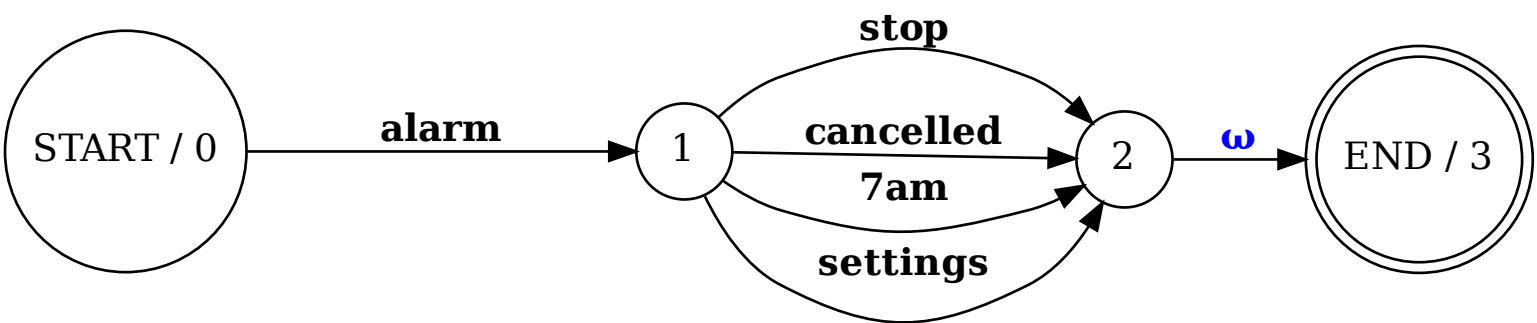 START / 0
alarm
1
stop
cancelled
7am
settings
2
ω
END / 3